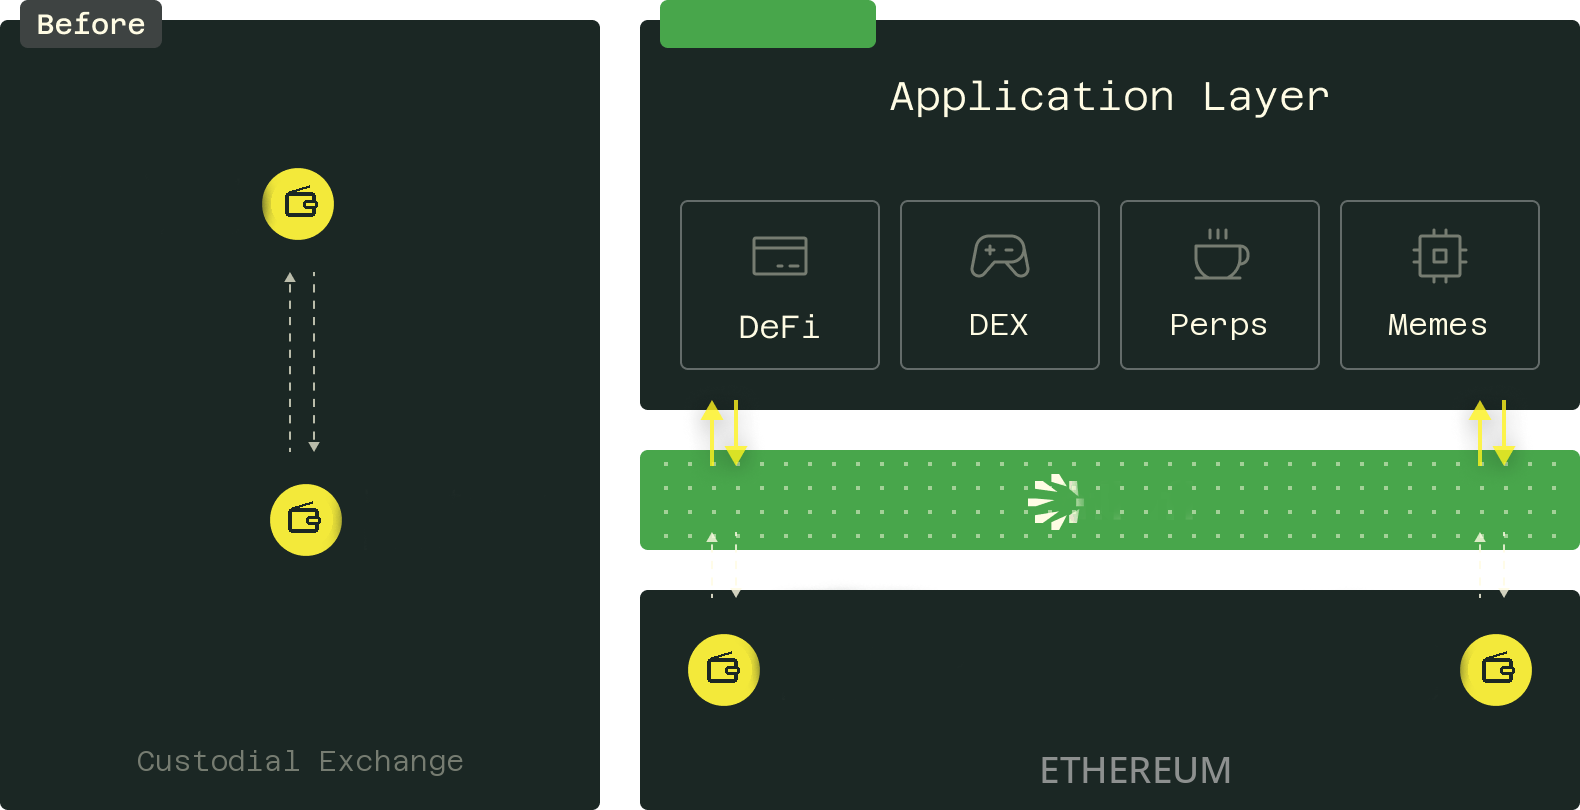 Before
Application Layer
DeFi
DEX
Perps
Memes
Custodial Exchange
ETHEREUM